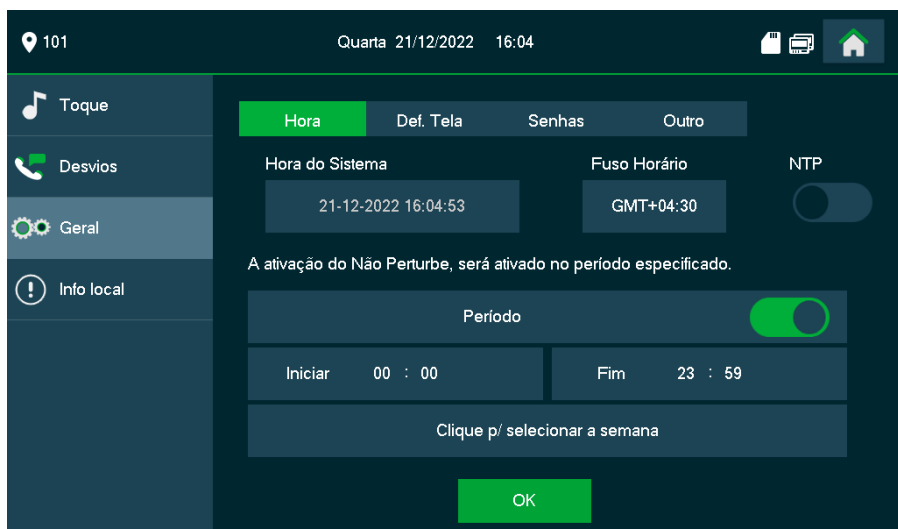 101
Quarta 21/12/2022 16:04
Toque
Desvios
Geral
Info local
Hora Def. Tela Senhas Outro
Hora do Sistema Fuso Horário NTP
21-12-2022 16:04:53 GMT+04:30
A ativação do Não Perturbe, será ativado no período especificado.
Período
Iniciar 00 : 00 Fim 23 : 59
Clique p/ selecionar a semana
OK